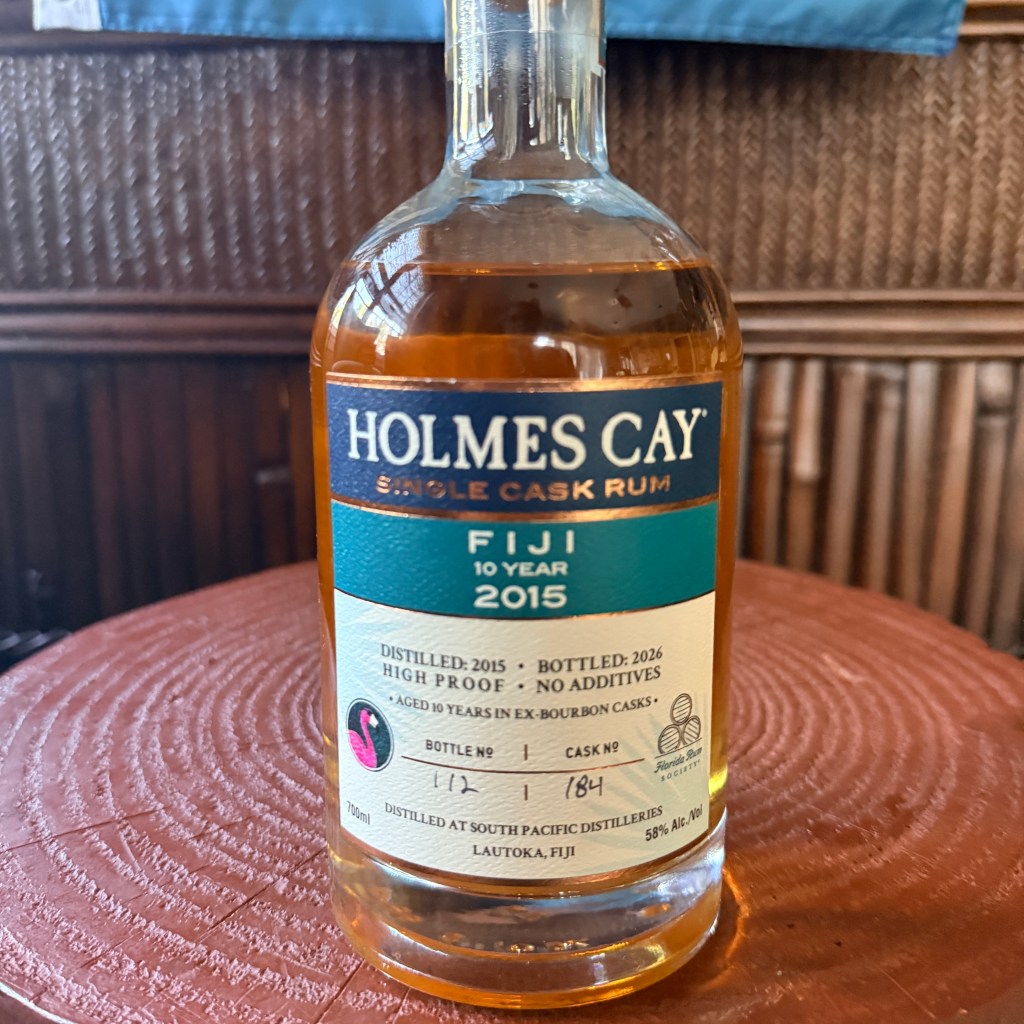 HOLMES CAY®
SINGLE CASK RUM
FIJI
10 YEAR
2015
DISTILLED: 2015 • BOTTLED: 2026
HIGH PROOF • NO ADDITIVES
• AGED 10 YEARS IN EX-BOURBON CASKS •
BOTTLE Nº | CASK Nº
112 | 184
Florida Rum
SOCIETY
700ml
DISTILLED AT SOUTH PACIFIC DISTILLERIES
58% Alc./Vol
LAUTOKA, FIJI